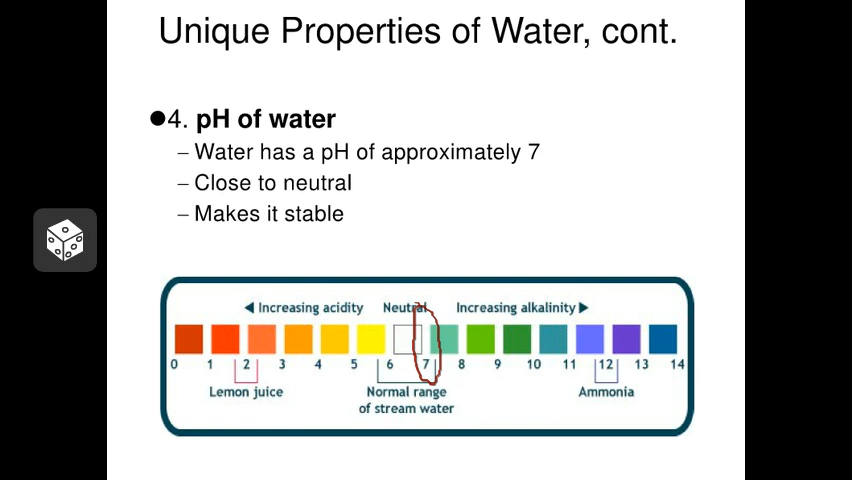 Unique Properties of Water, cont.
●4. pH of water
– Water has a pH of approximately 7
– Close to neutral
– Makes it stable
◀ Increasing acidity Neutral Increasing alkalinity ▶
0 1 2 3 4 5 6 7 8 9 10 11 12 13 14
Lemon juice Normal range Ammonia
of stream water